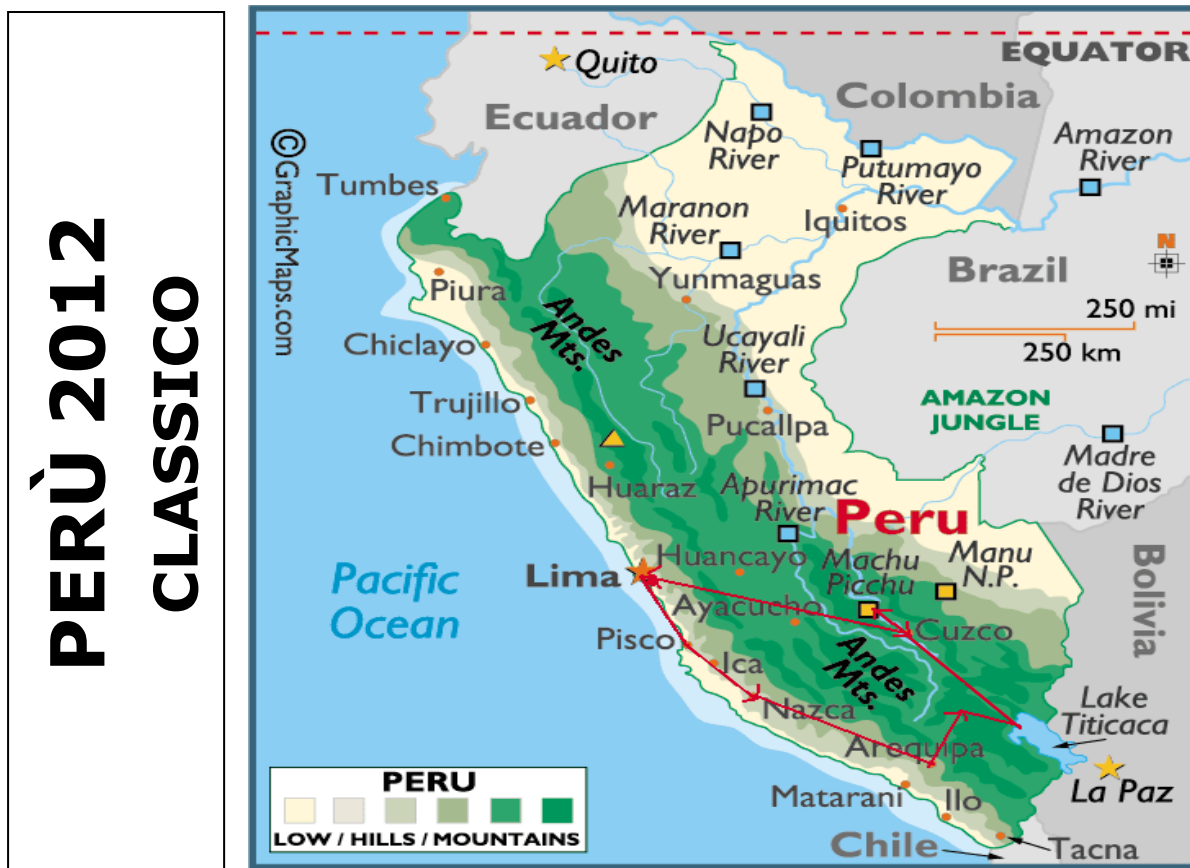 PERÙ 2012
CLASSICO
EQUATOR
Quito
Colombia
Ecuador
Napo
River
Amazon
River
Putumayo
River
©GraphicMaps.com
Tumbes
Maranon
River
Iquitos
N
Brazil
Piura
Yunmaguas
250 mi
250 km
Andes
Mts.
Chiclayo
Ucayali
River
Trujillo
Pucallpa
AMAZON
JUNGLE
Chimbote
Madre
de Dios
River
Huaraz
Apurimac
River
Peru
Huancayo
Machu
Picchu
Manu
N.P.
Bolivia
Lima
Pacific
Ocean
Ayacucho
Cuzco
Pisco
Ica
Andes
Mts.
Nazca
Lake
Titicaca
Arequipa
La Paz
Matarani
Ilo
Chile
Tacna
PERU
LOW / HILLS / MOUNTAINS